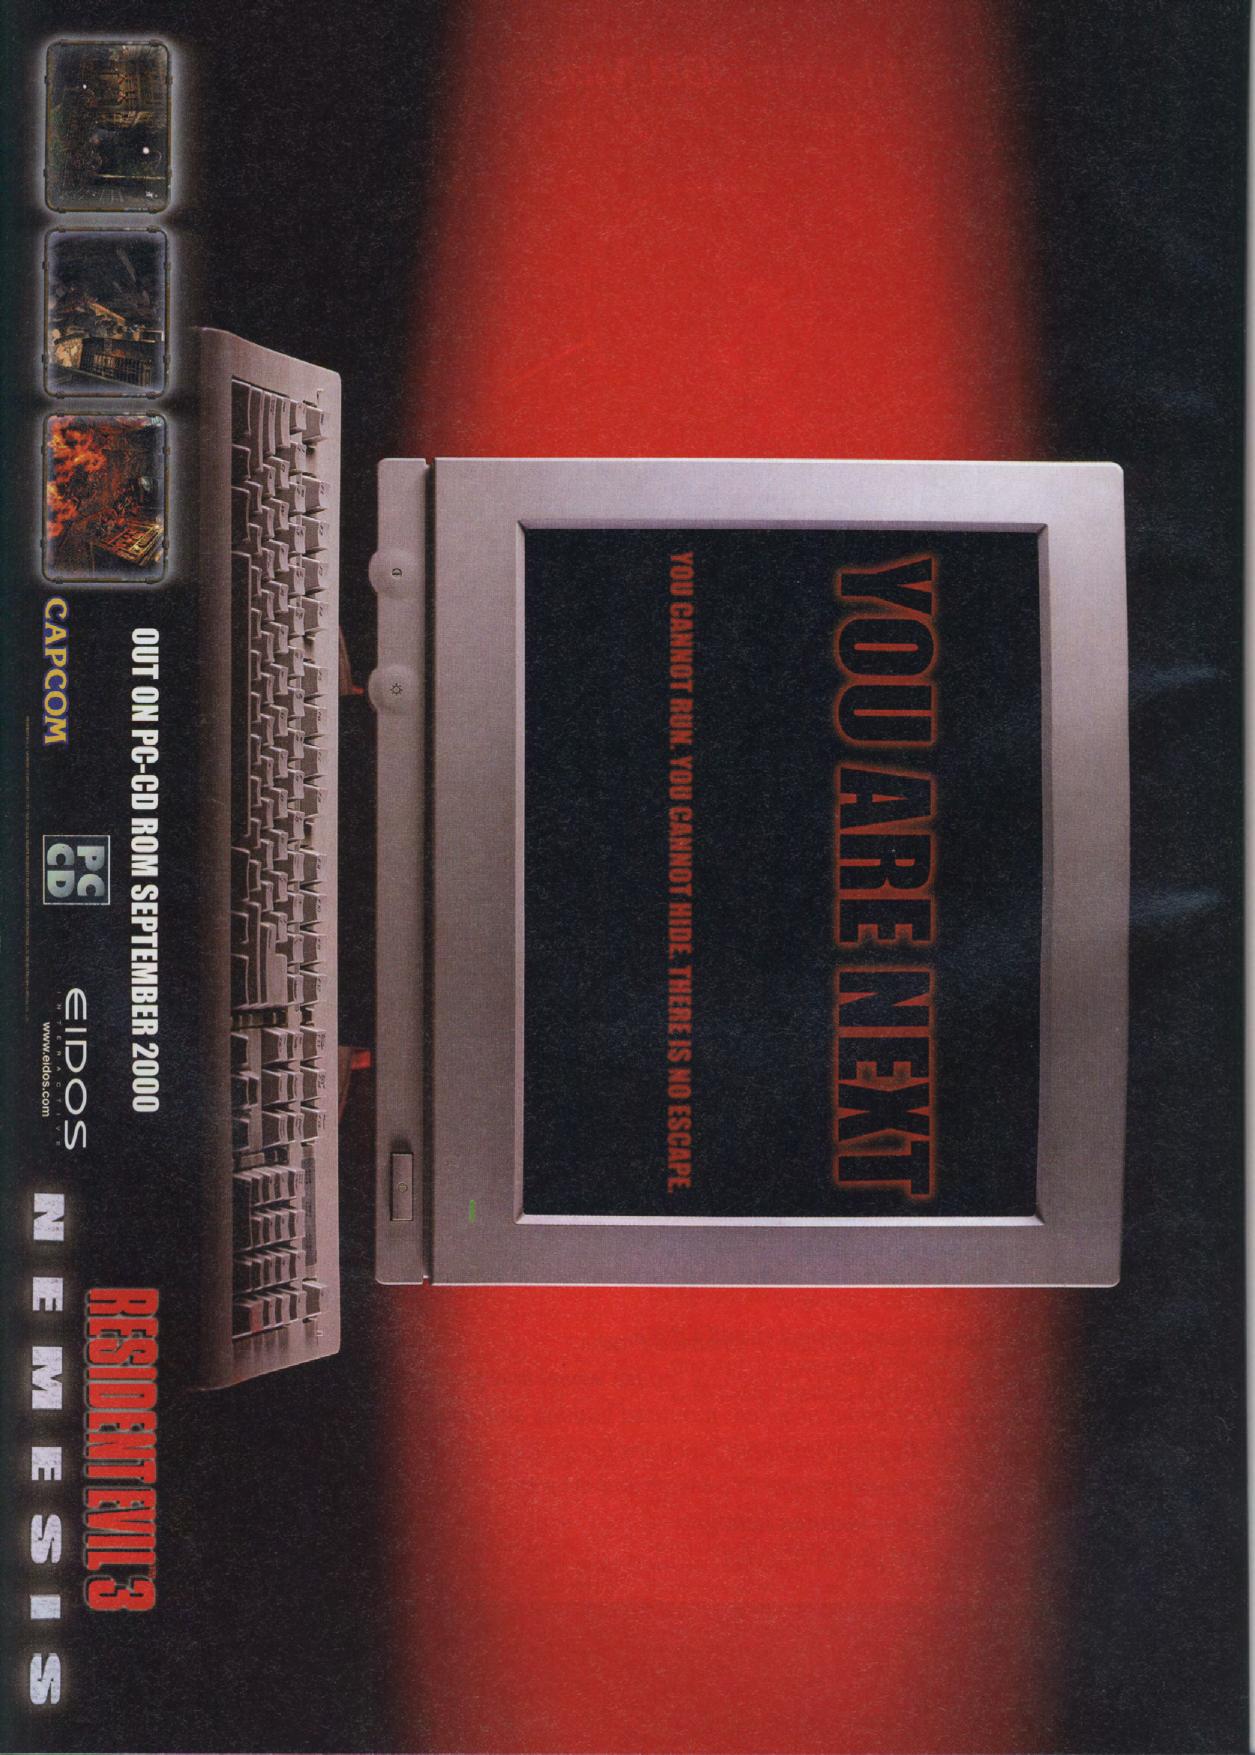 YOU ARE NEXT
YOU CANNOT RUN. YOU CANNOT HIDE. THERE IS NO ESCAPE.
OUT ON PC-CD ROM SEPTEMBER 2000
CAPCOM
PC
CD
EIDOS
INTERACTIVE
www.eidos.com
RESIDENT EVIL 3
NEMESIS